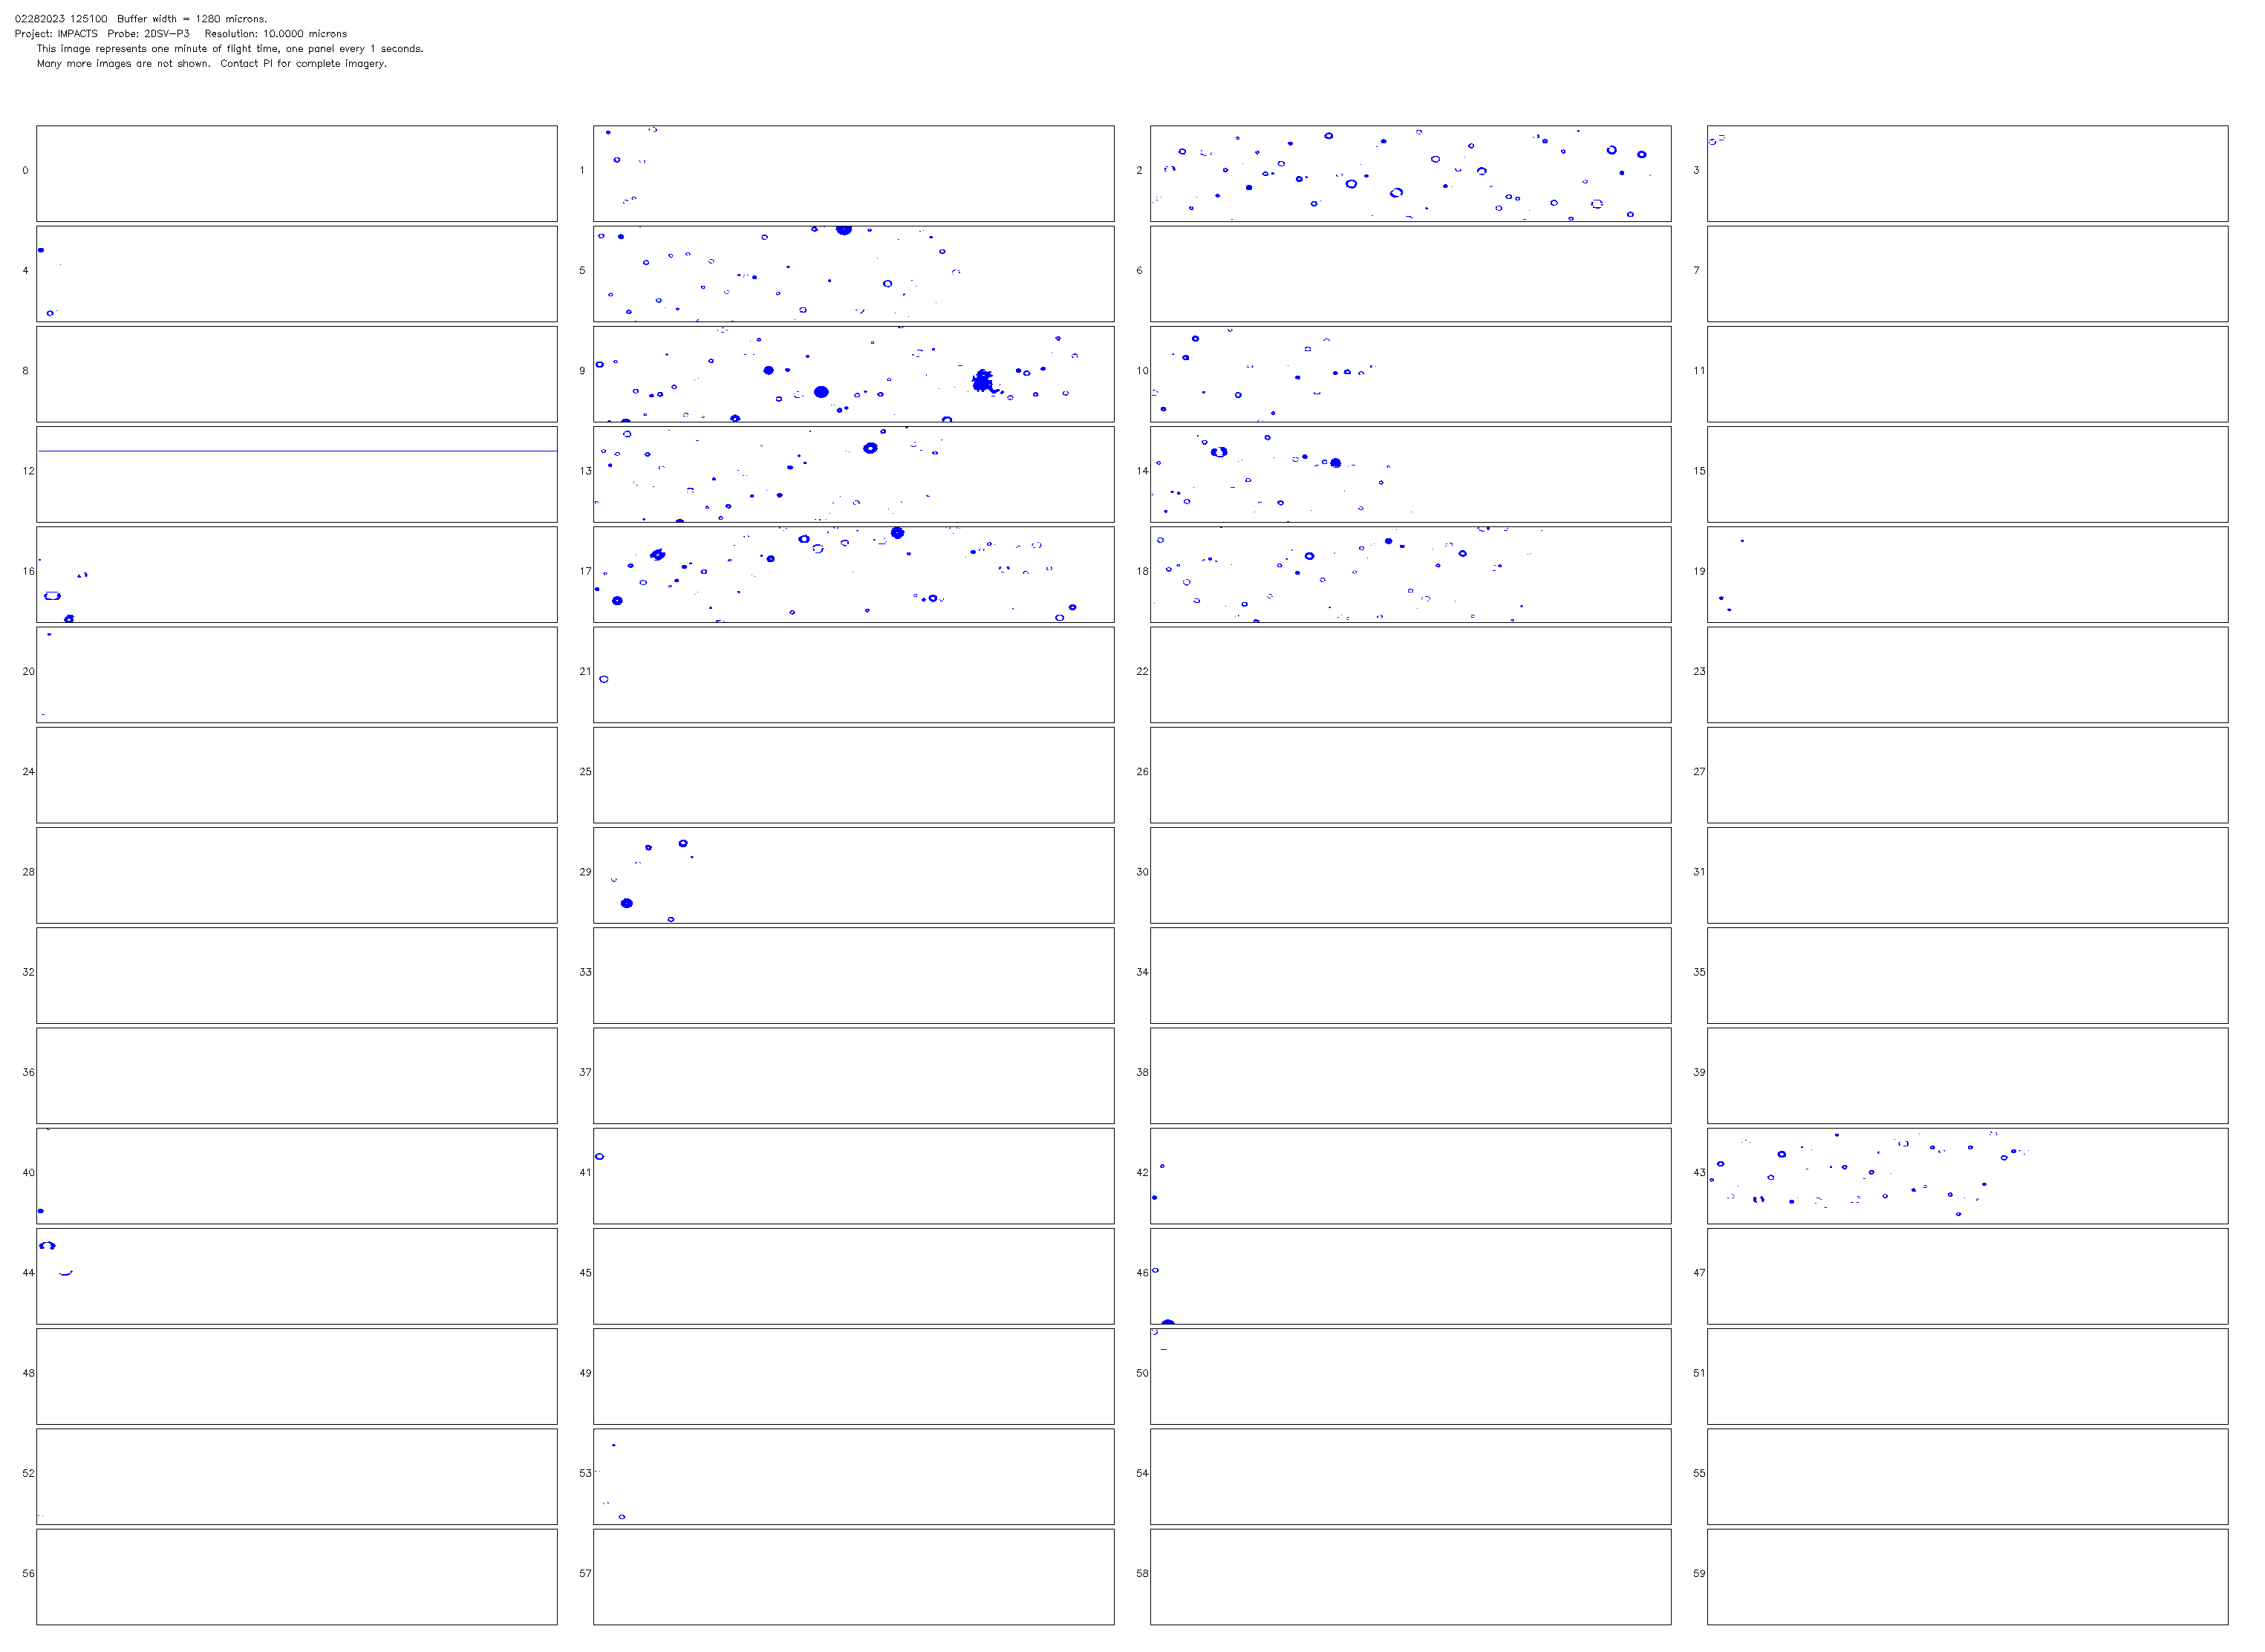 02282023 125100 Buffer width = 1280 microns.
Project: IMPACTS Probe: 2DSV-P3 Resolution: 10.0000 microns
This image represents one minute of flight time, one panel every 1 seconds.
Many more images are not shown. Contact PI for complete imagery.
0 1 2 3
4 5 6 7
8 9 10 11
12 13 14 15
16 17 18 19
20 21 22 23
24 25 26 27
28 29 30 31
32 33 34 35
36 37 38 39
40 41 42 43
44 45 46 47
48 49 50 51
52 53 54 55
56 57 58 59